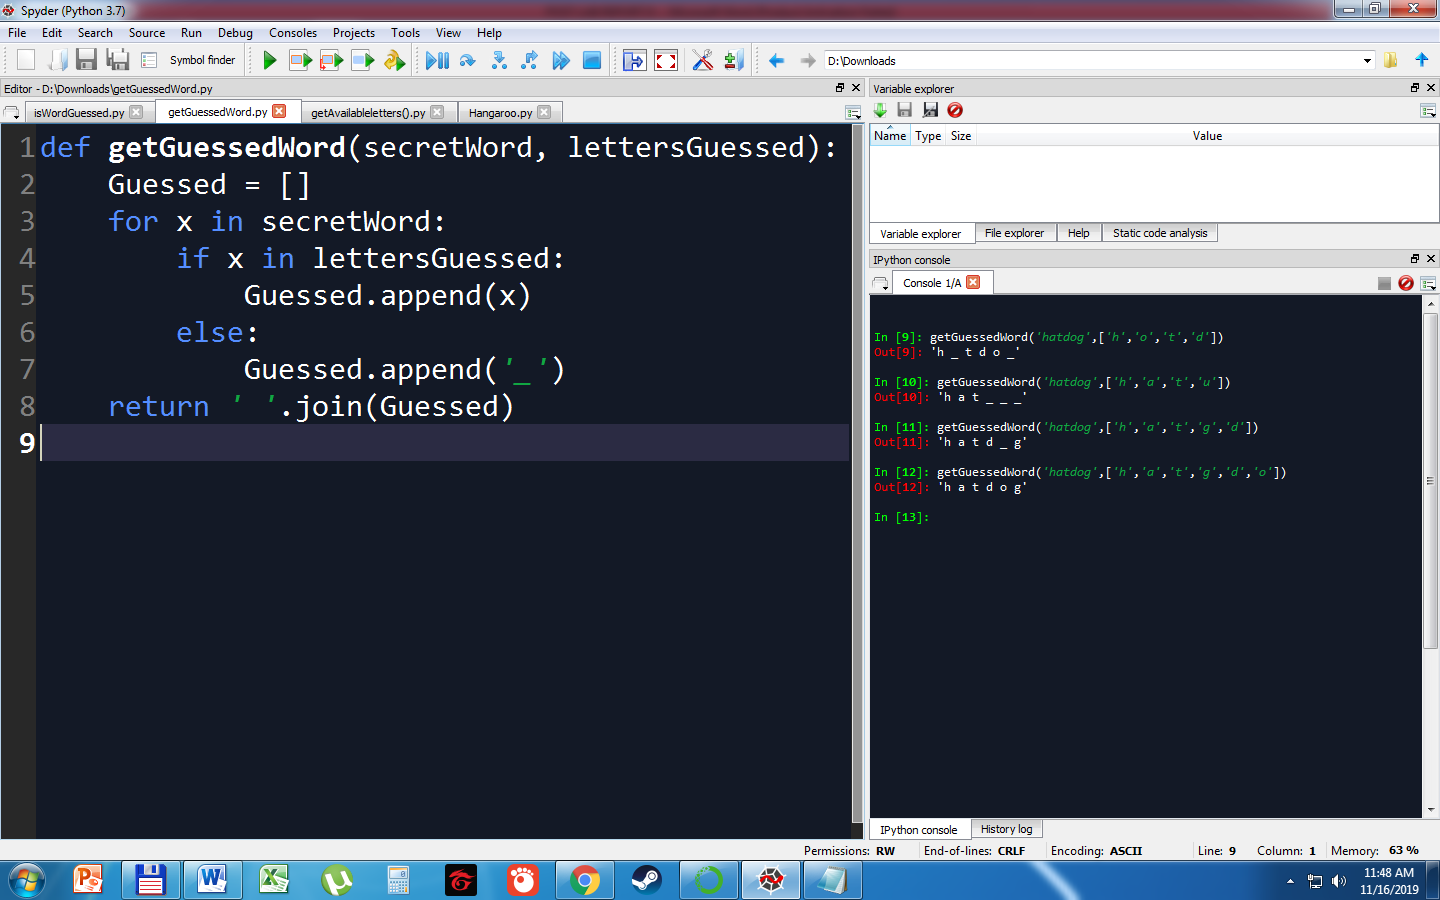 Spyder (Python 3.7)
File Edit Search Source Run Debug Consoles Projects Tools View Help
Symbol finder
D:\Downloads
Editor - D:\Downloads\getGuessedWord.py
isWordGuessed.py getGuessedWord.py getAvailableletters().py Hangaroo.py
1 def getGuessedWord(secretWord, lettersGuessed):
2     Guessed = []
3     for x in secretWord:
4         if x in lettersGuessed:
5             Guessed.append(x)
6         else:
7             Guessed.append('_')
8     return ' '.join(Guessed)
9
Variable explorer
Name Type Size Value
Variable explorer File explorer Help Static code analysis
IPython console
Console 1/A
In [9]: getGuessedWord('hatdog',['h','o','t','d'])
Out[9]: 'h _ t d o _'
In [10]: getGuessedWord('hatdog',['h','a','t','u'])
Out[10]: 'h a t _ _ _'
In [11]: getGuessedWord('hatdog',['h','a','t','g','d'])
Out[11]: 'h a t d _ g'
In [12]: getGuessedWord('hatdog',['h','a','t','g','d','o'])
Out[12]: 'h a t d o g'
In [13]:
IPython console History log
Permissions: RW End-of-lines: CRLF Encoding: ASCII Line: 9 Column: 1 Memory: 63 %
11:48 AM
11/16/2019